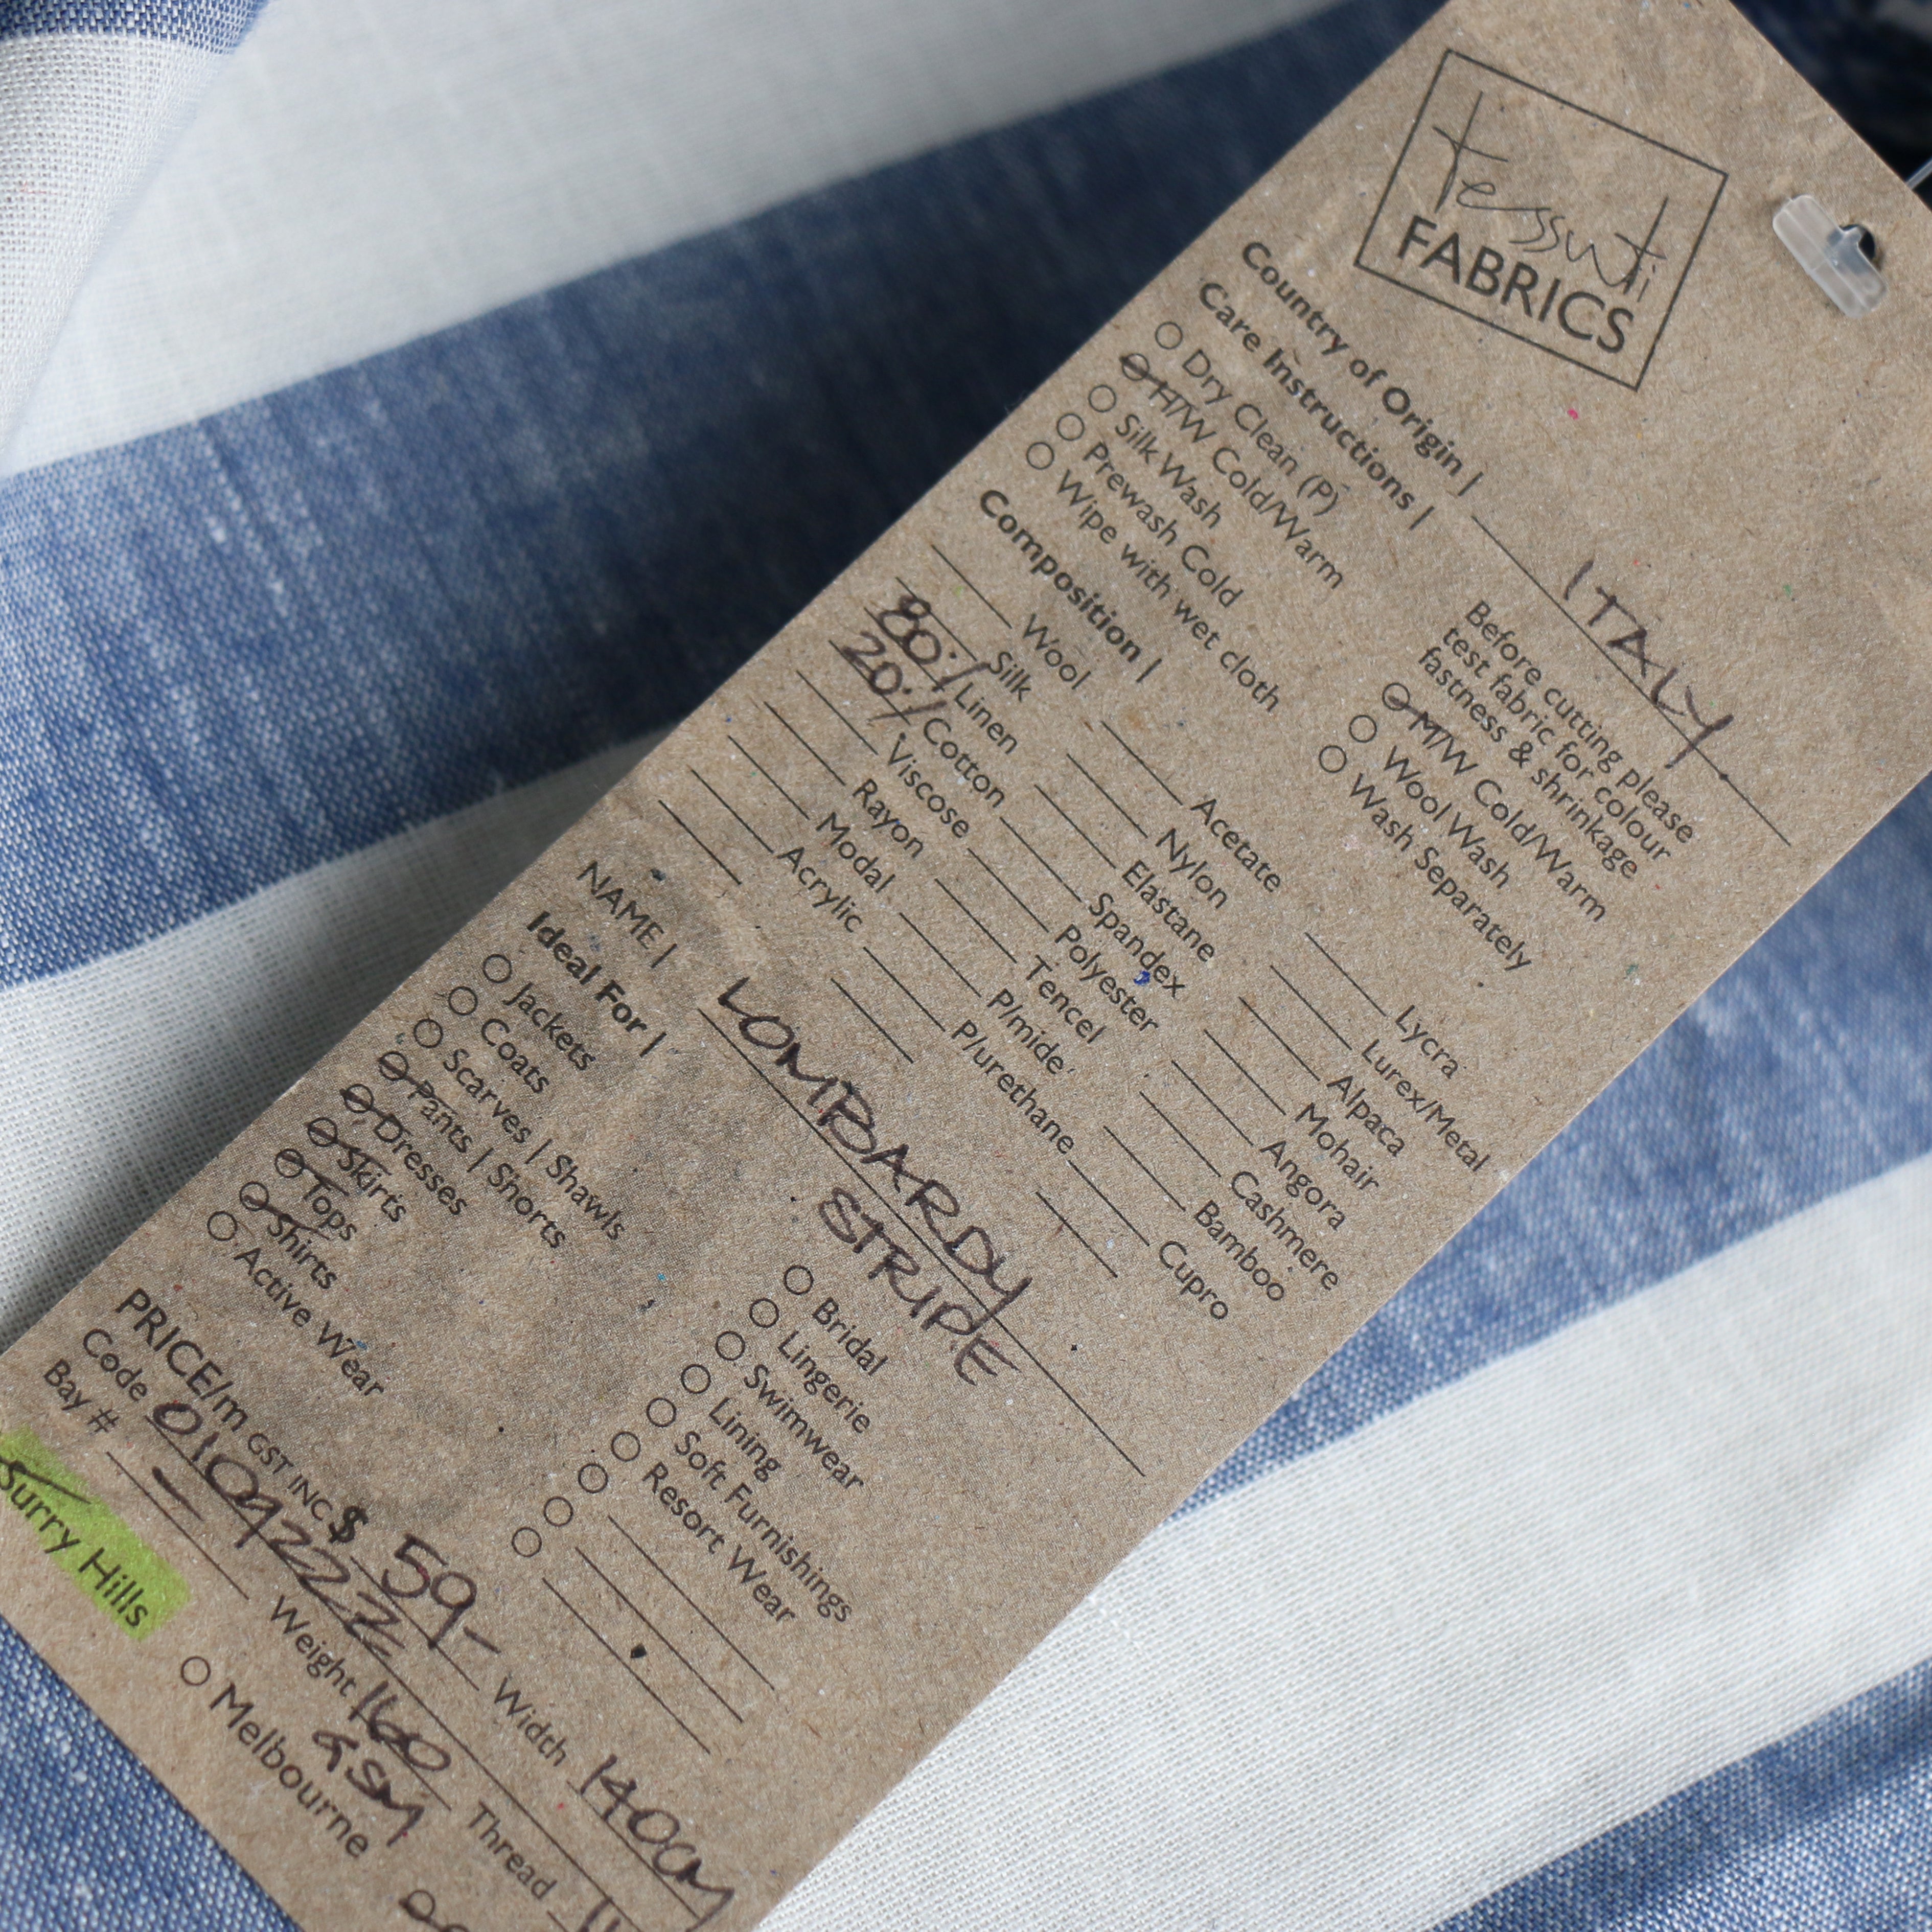 tessuti
FABRICS
Country of Origin | ITALY.
Care Instructions |
Before cutting please
test fabric for colour
fastness & shrinkage
Dry Clean (P)
H/W Cold/Warm
Silk Wash
Prewash Cold
Wipe with wet cloth
M/W Cold/Warm
Wool Wash
Wash Separately
Composition |
Wool
Silk
80% Linen
20% Cotton
Viscose
Rayon
Modal
Acrylic
Acetate
Nylon
Elastane
Spandex
Polyester
Tencel
P/mide
P/urethane
Lycra
Lurex/Metal
Alpaca
Mohair
Angora
Cashmere
Bamboo
Cupro
NAME | LOMBARDY
STRIPE
Ideal For |
Jackets
Coats
Scarves | Shawls
Pants | Shorts
Dresses
Skirts
Tops
Shirts
Active Wear
Bridal
Lingerie
Swimwear
Lining
Soft Furnishings
Resort Wear
PRICE/m GST INC $ 59- Width 140CM
Code 0109222 Weight 160 GSM Thread
Bay # -
Surry Hills
Melbourne